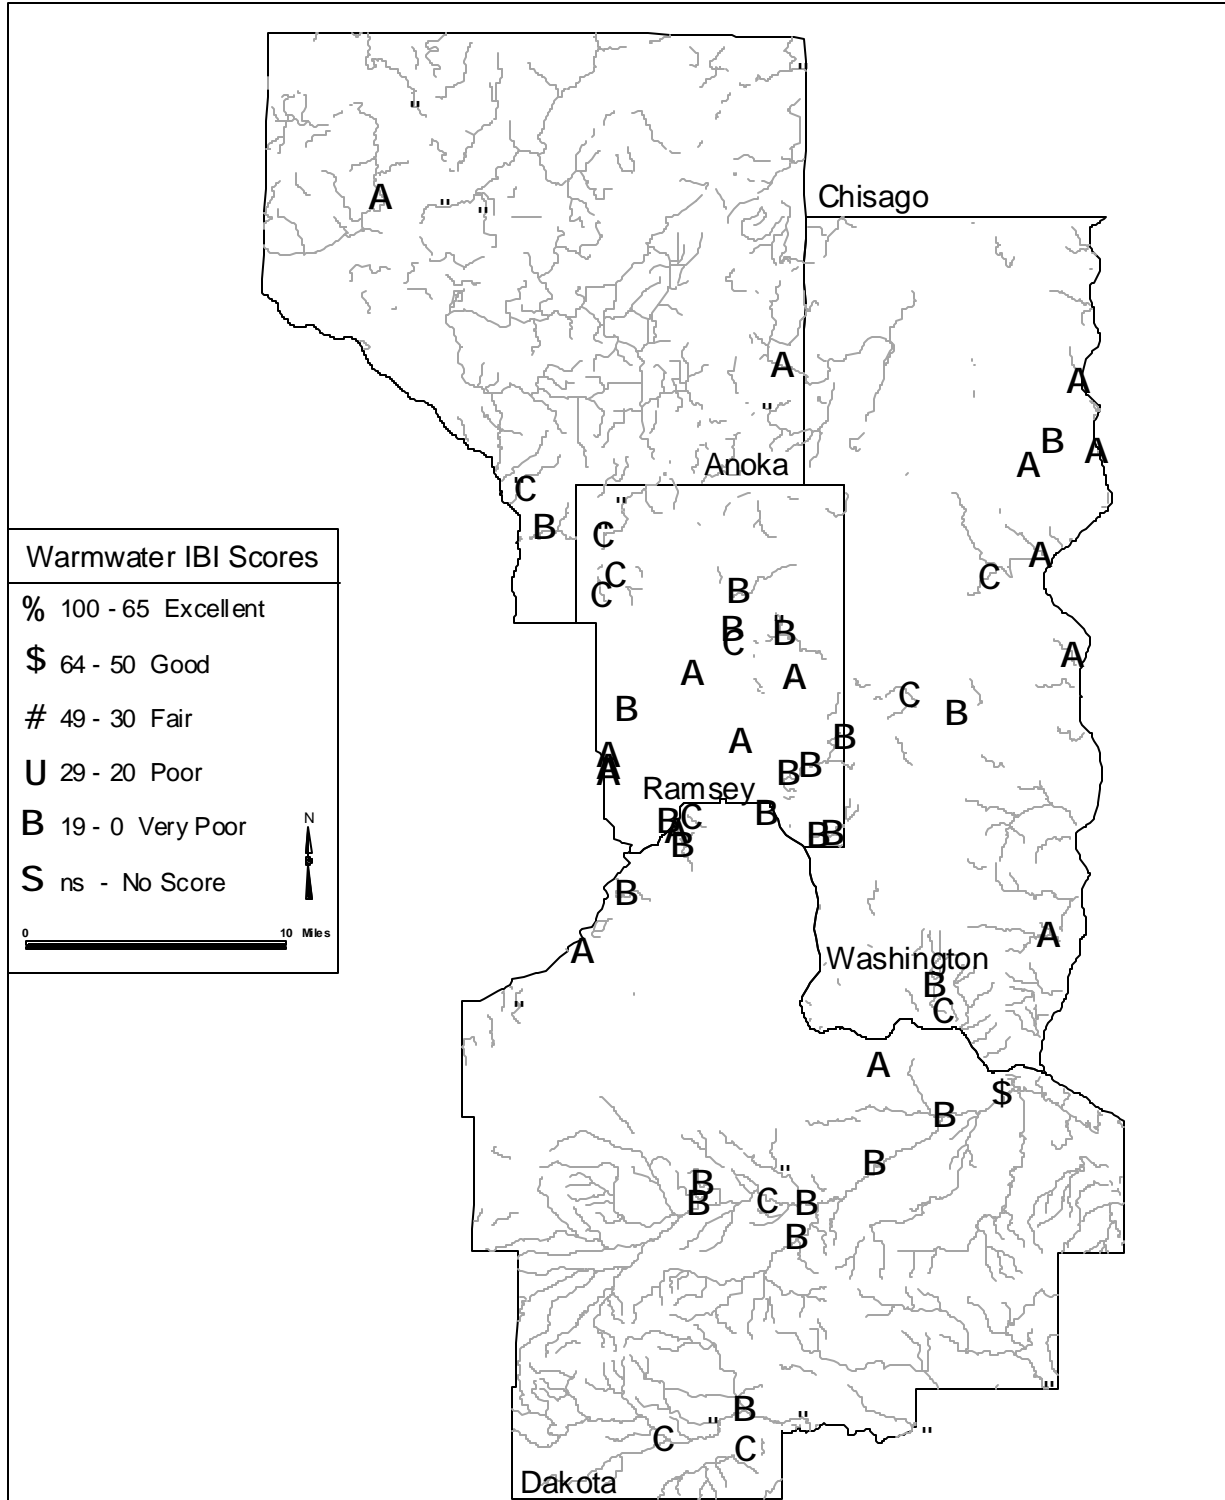 "
"
Chisago
A
"
"
A
A
"
B
A
Anoka
A
C
"
B
C
A
C
C
C
B
B
"
B
C
A
A
A
C
B
B
A
B
A
A
B
B
Ramsey
B
C
B
A
B
B
B
B
A
A
Washington
B
C
"
A
$
B
B
"
B
B
C
B
B
"
B
"
"
"
C
C
Dakota
Warmwater IBI Scores
% 100 - 65 Excellent
$ 64 - 50 Good
# 49 - 30 Fair
U 29 - 20 Poor
B 19 - 0 Very Poor
S ns - No Score
N
0 10 Miles